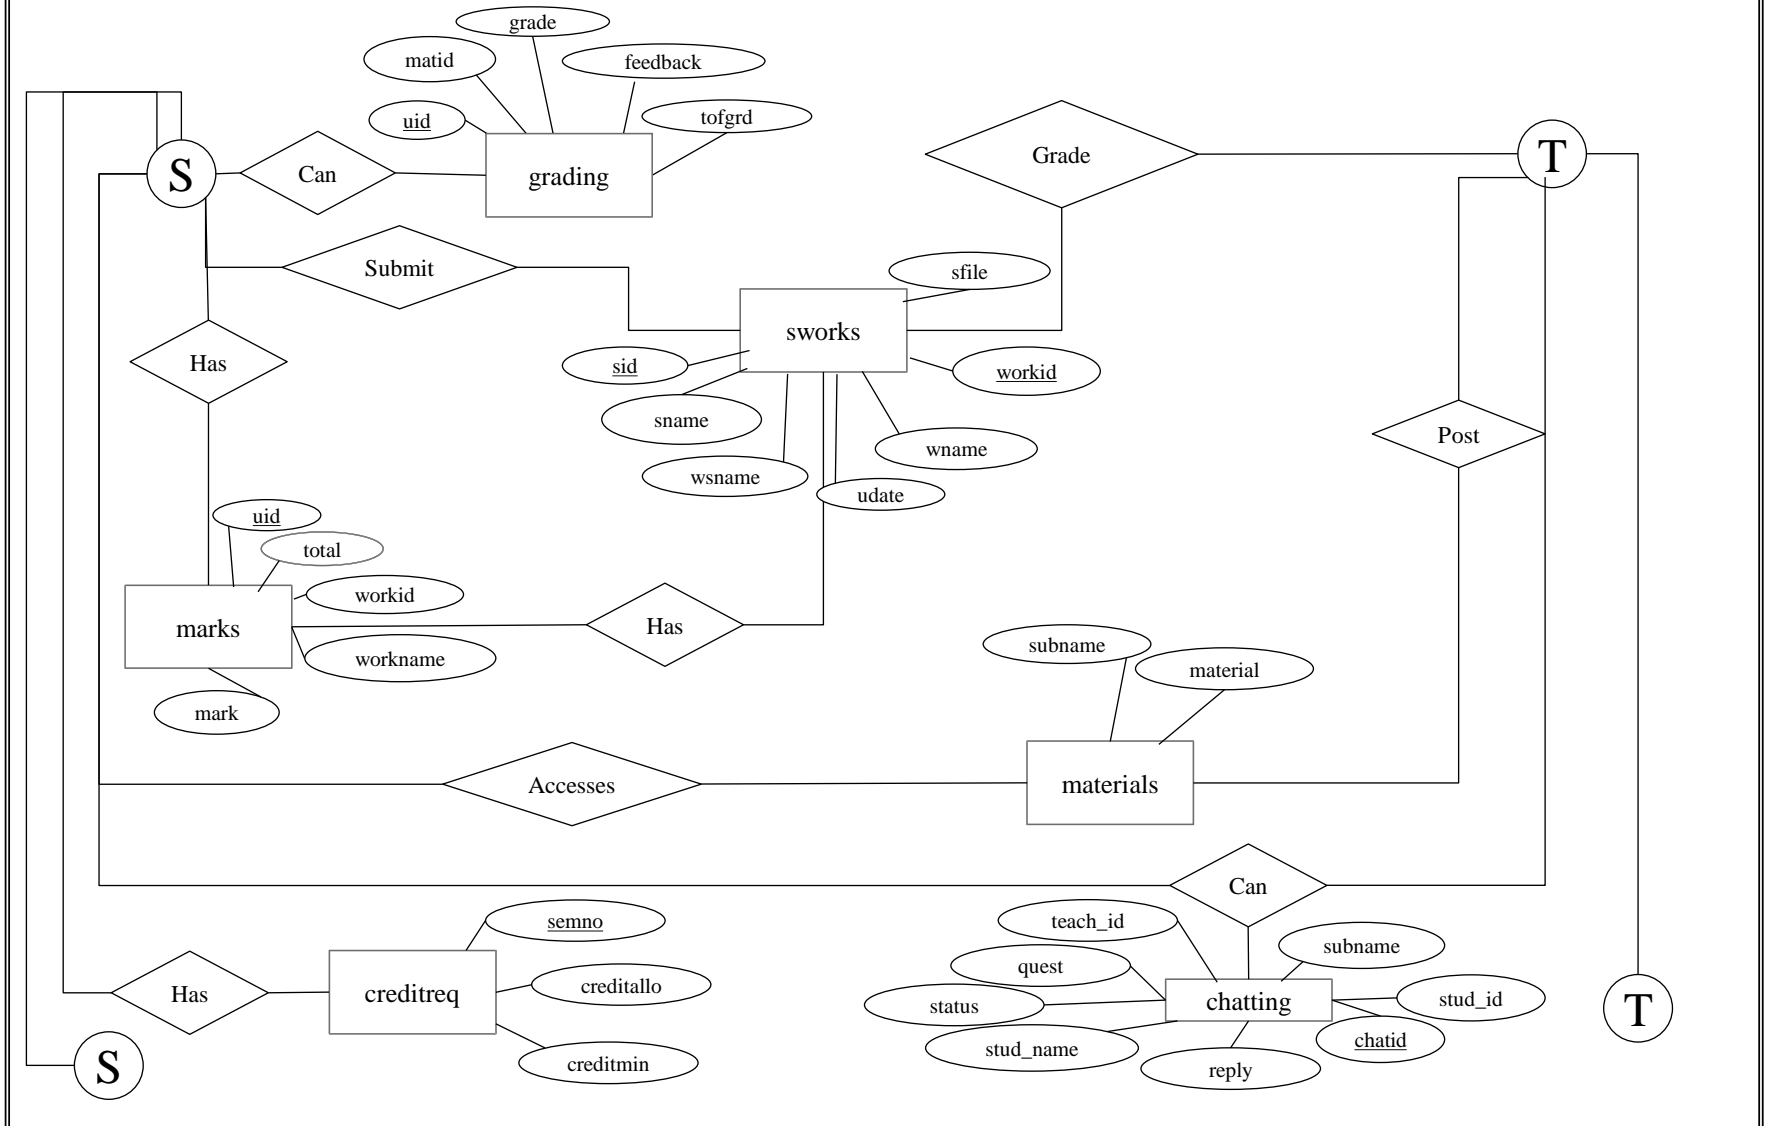 grade
matid
feedback
uid
tofgrd
S
Can
grading
Grade
T
Submit
sfile
sworks
Has
sid
workid
sname
wname
Post
wsname
udate
uid
total
workid
marks
Has
workname
subname
material
mark
Accesses
materials
Can
semno
teach_id
subname
quest
creditallo
Has
creditreq
status
chatting
stud_id
T
stud_name
chatid
creditmin
reply
S